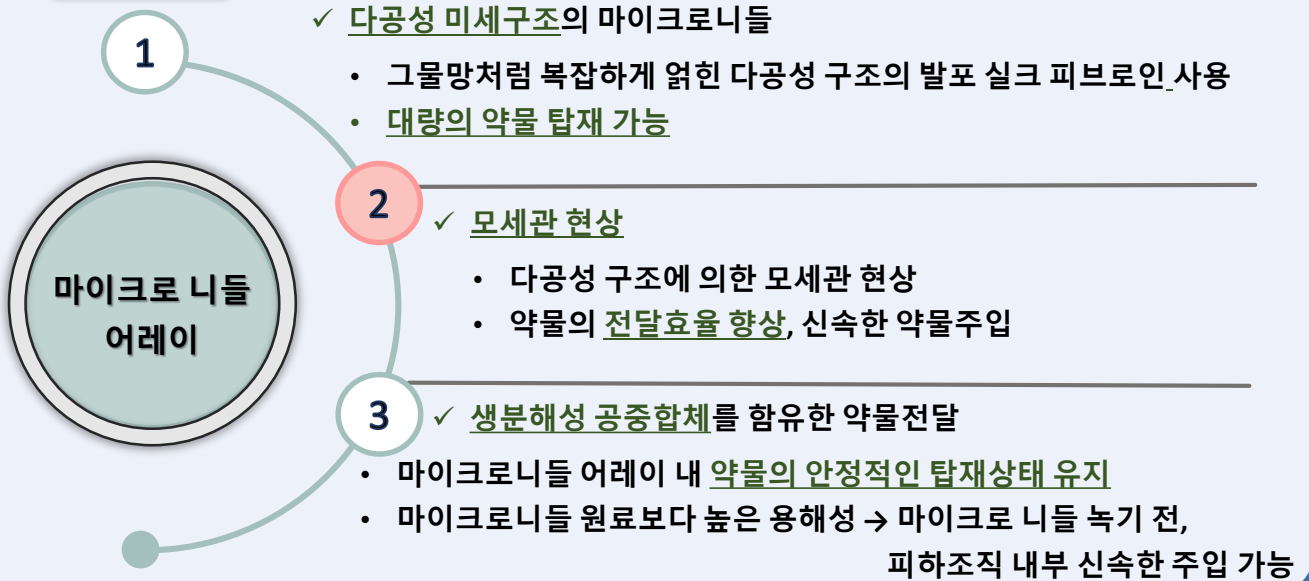 1
✓ 다공성 미세구조의 마이크로니들
• 그물망처럼 복잡하게 얽힌 다공성 구조의 발포 실크 피브로인 사용
• 대량의 약물 탑재 가능
2
✓ 모세관 현상
• 다공성 구조에 의한 모세관 현상
• 약물의 전달효율 향상, 신속한 약물주입
마이크로 니들
어레이
3
✓ 생분해성 공중합체를 함유한 약물전달
• 마이크로니들 어레이 내 약물의 안정적인 탑재상태 유지
• 마이크로니들 원료보다 높은 용해성 → 마이크로 니들 녹기 전,
피하조직 내부 신속한 주입 가능